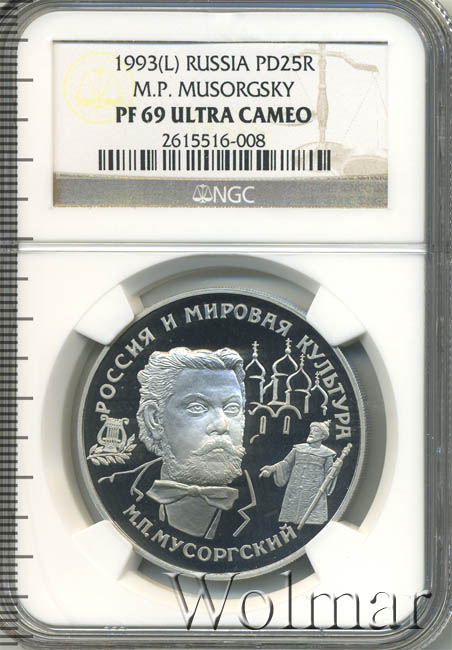 1993(L) RUSSIA PD25R
M.P. MUSORGSKY
PF 69 ULTRA CAMEO
2615516-008
NGC
РОССИЯ И МИРОВАЯ КУЛЬТУРА
М.П. МУСОРГСКИЙ
Wolmar